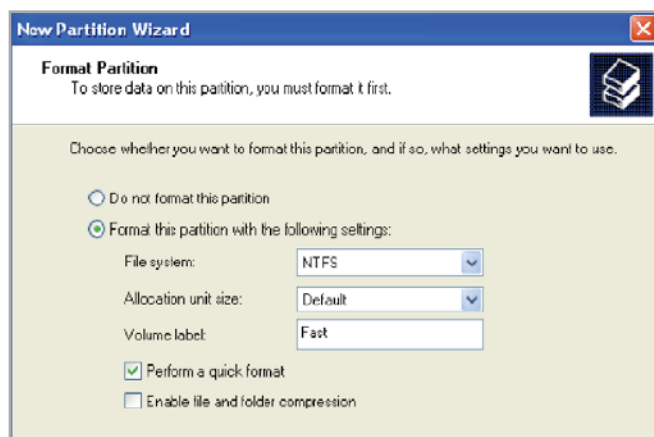 New Partition Wizard
Format Partition
To store data on this partition, you must format it first.
Choose whether you want to format this partition, and if so, what settings you want to use.
Do not format this partition
Format this partition with the following settings:
File system: NTFS
Allocation unit size: Default
Volume label: Fast
Perform a quick format
Enable file and folder compression